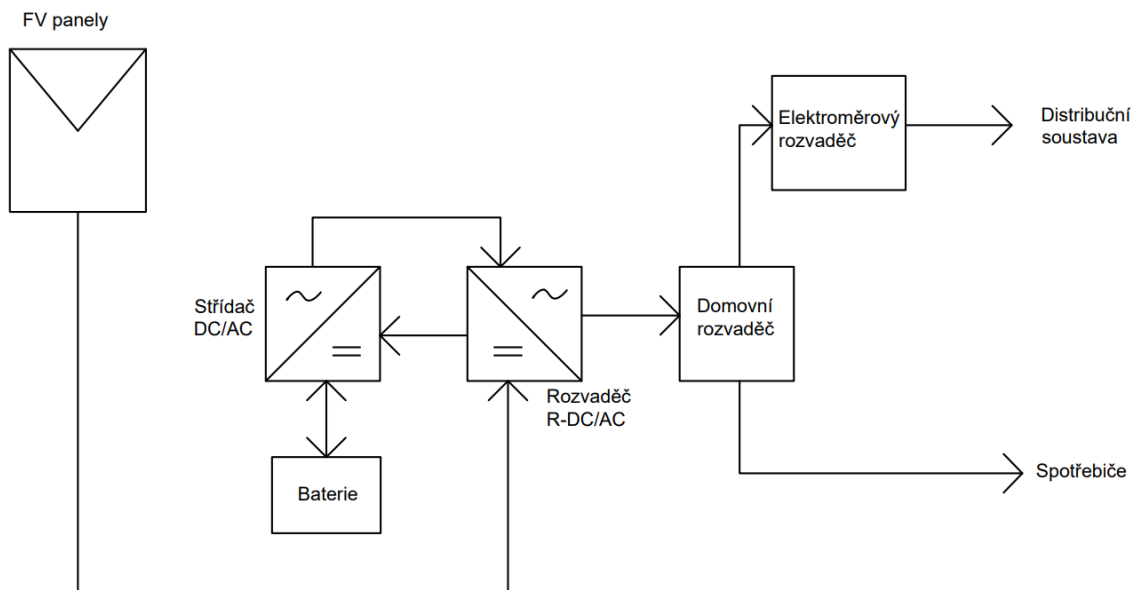 FV panely
Elektroměrový
rozvaděč
Distribuční
soustava
Střídač
DC/AC
Domovní
rozvaděč
Rozvaděč
R-DC/AC
Baterie
Spotřebiče